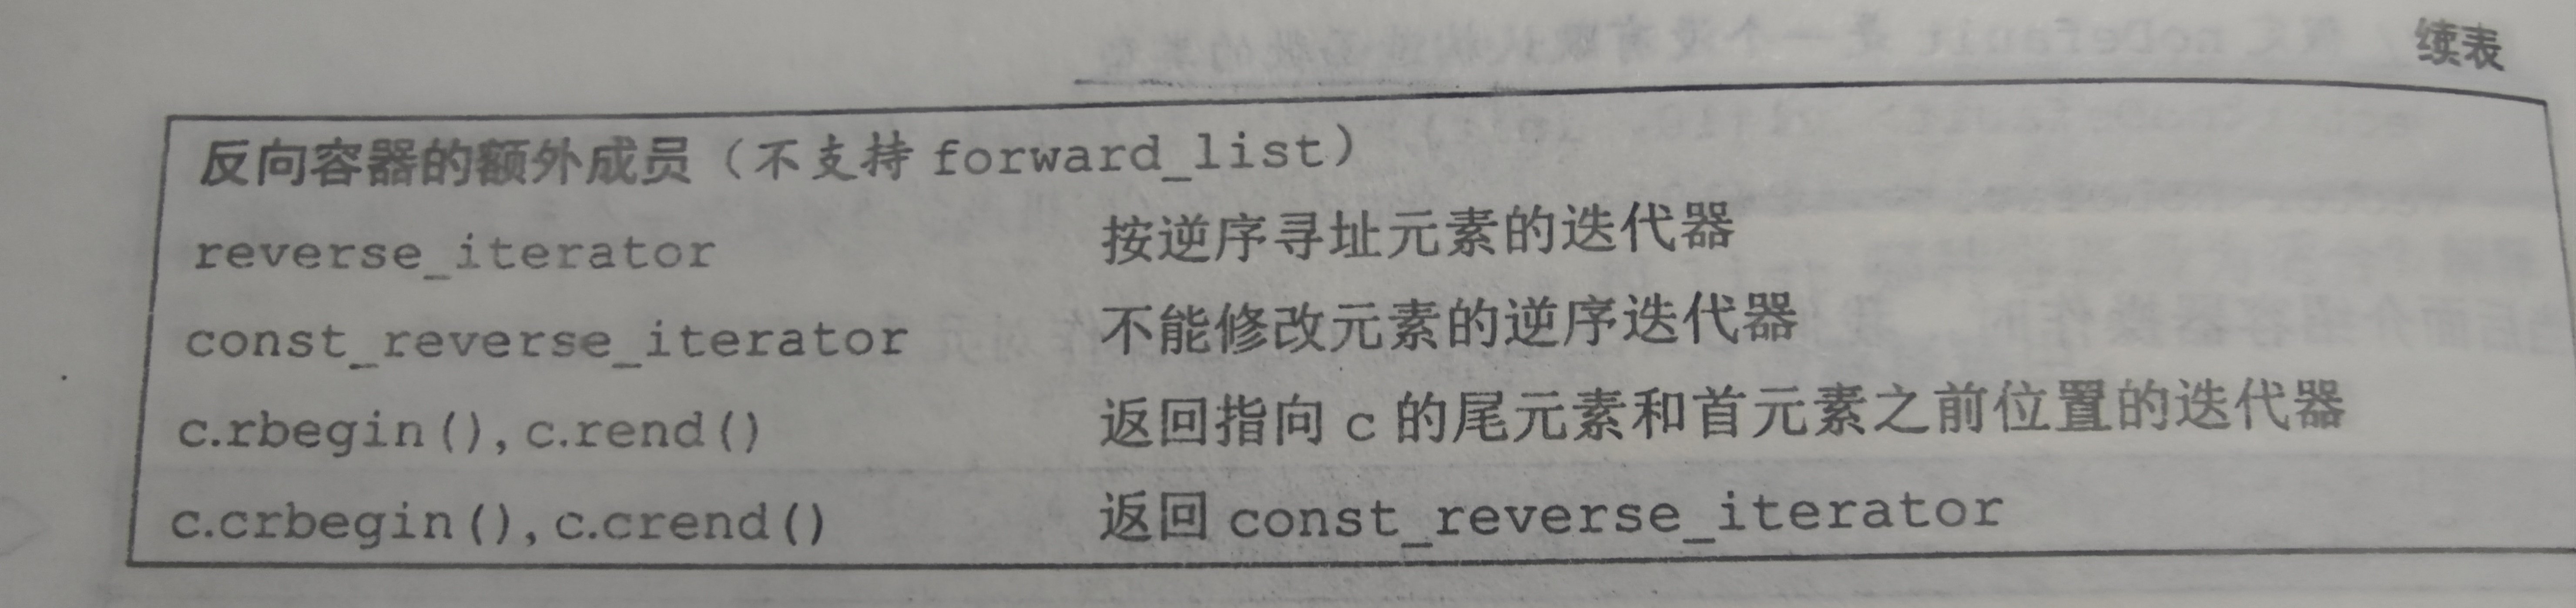 续表
反向容器的额外成员（不支持 forward_list）
reverse_iterator 按逆序寻址元素的迭代器
const_reverse_iterator 不能修改元素的逆序迭代器
c.rbegin(),c.rend() 返回指向 c 的尾元素和首元素之前位置的迭代器
c.crbegin(),c.crend() 返回 const_reverse_iterator